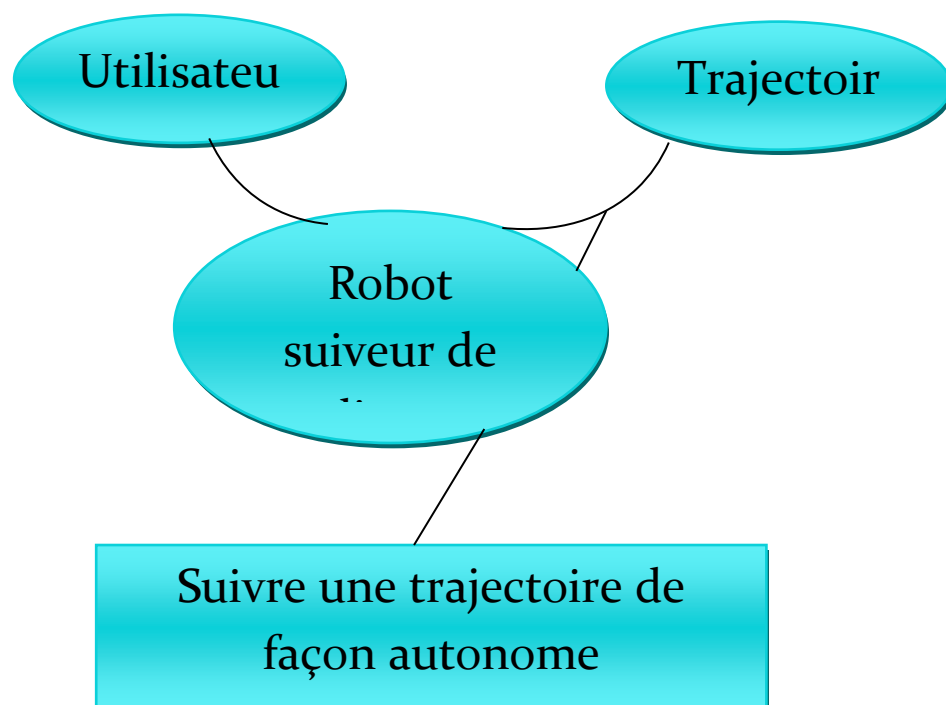 Utilisateu
Trajectoir
Robot
suiveur de
Suivre une trajectoire de
façon autonome